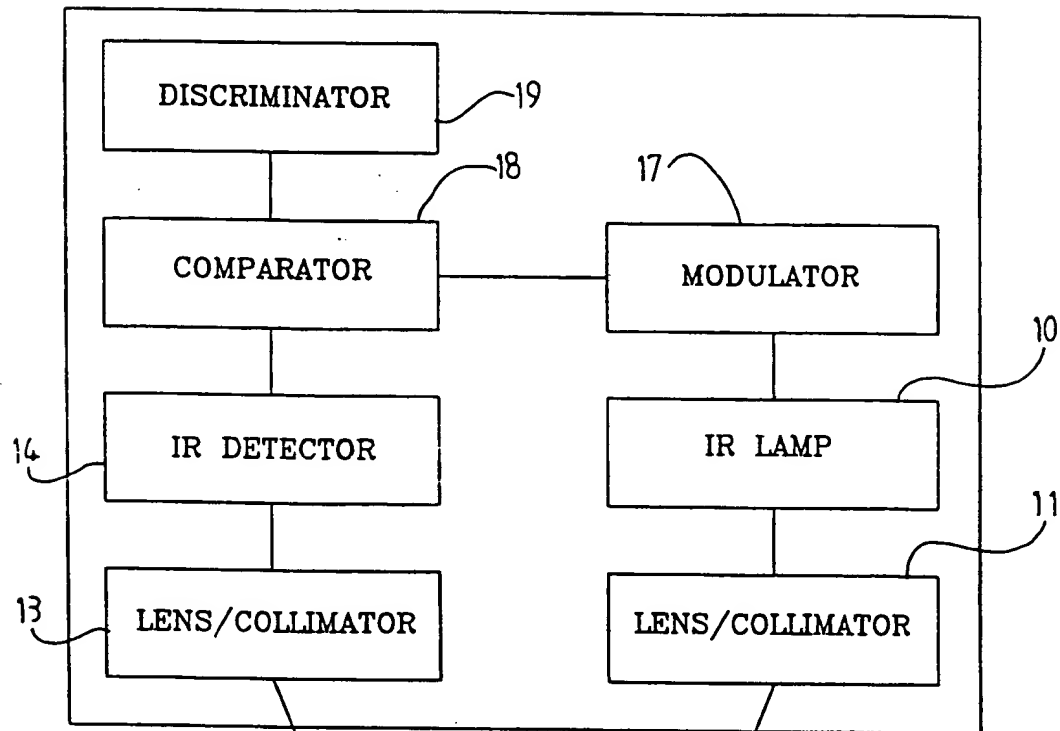 DISCRIMINATOR
19
18
17
COMPARATOR
MODULATOR
10
14
IR DETECTOR
IR LAMP
11
13
LENS/COLLIMATOR
LENS/COLLIMATOR